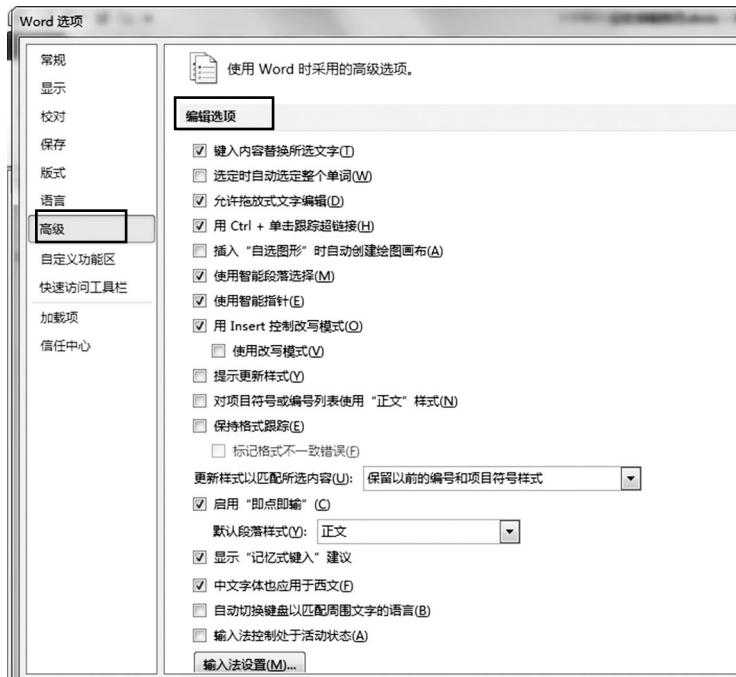 Word 选项
常规
显示
校对
保存
版式
语言
高级
自定义功能区
快速访问工具栏
加载项
信任中心
使用 Word 时采用的高级选项。
编辑选项
键入内容替换所选文字(T)
选定时自动选定整个单词(W)
允许拖放式文字编辑(D)
用 Ctrl + 单击跟踪超链接(H)
插入“自选图形”时自动创建绘图画布(A)
使用智能段落选择(M)
使用智能指针(E)
用 Insert 控制改写模式(O)
使用改写模式(V)
提示更新样式(Y)
对项目符号或编号列表使用“正文”样式(N)
保持格式跟踪(E)
标记格式不一致错误(F)
更新样式以匹配所选内容(U): 保留以前的编号和项目符号样式
启用“即点即输”(C)
默认段落样式(Y): 正文
显示“记忆式键入”建议
中文字体也应用于西文(F)
自动切换键盘以匹配周围文字的语言(B)
输入法控制处于活动状态(A)
输入法设置(M)...